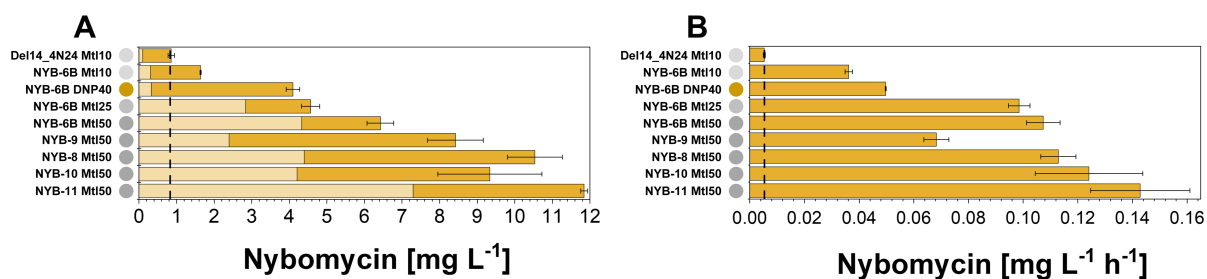 A
Del14_4N24 Mtl10
NYB-6B Mtl10
NYB-6B DNP40
NYB-6B Mtl25
NYB-6B Mtl50
NYB-9 Mtl50
NYB-8 Mtl50
NYB-10 Mtl50
NYB-11 Mtl50
0 1 2 3 4 5 6 7 8 9 10 11 12
Nybomycin [mg L⁻¹]
B
Del14_4N24 Mtl10
NYB-6B Mtl10
NYB-6B DNP40
NYB-6B Mtl25
NYB-6B Mtl50
NYB-9 Mtl50
NYB-8 Mtl50
NYB-10 Mtl50
NYB-11 Mtl50
0.00 0.02 0.04 0.06 0.08 0.10 0.12 0.14 0.16
Nybomycin [mg L⁻¹ h⁻¹]